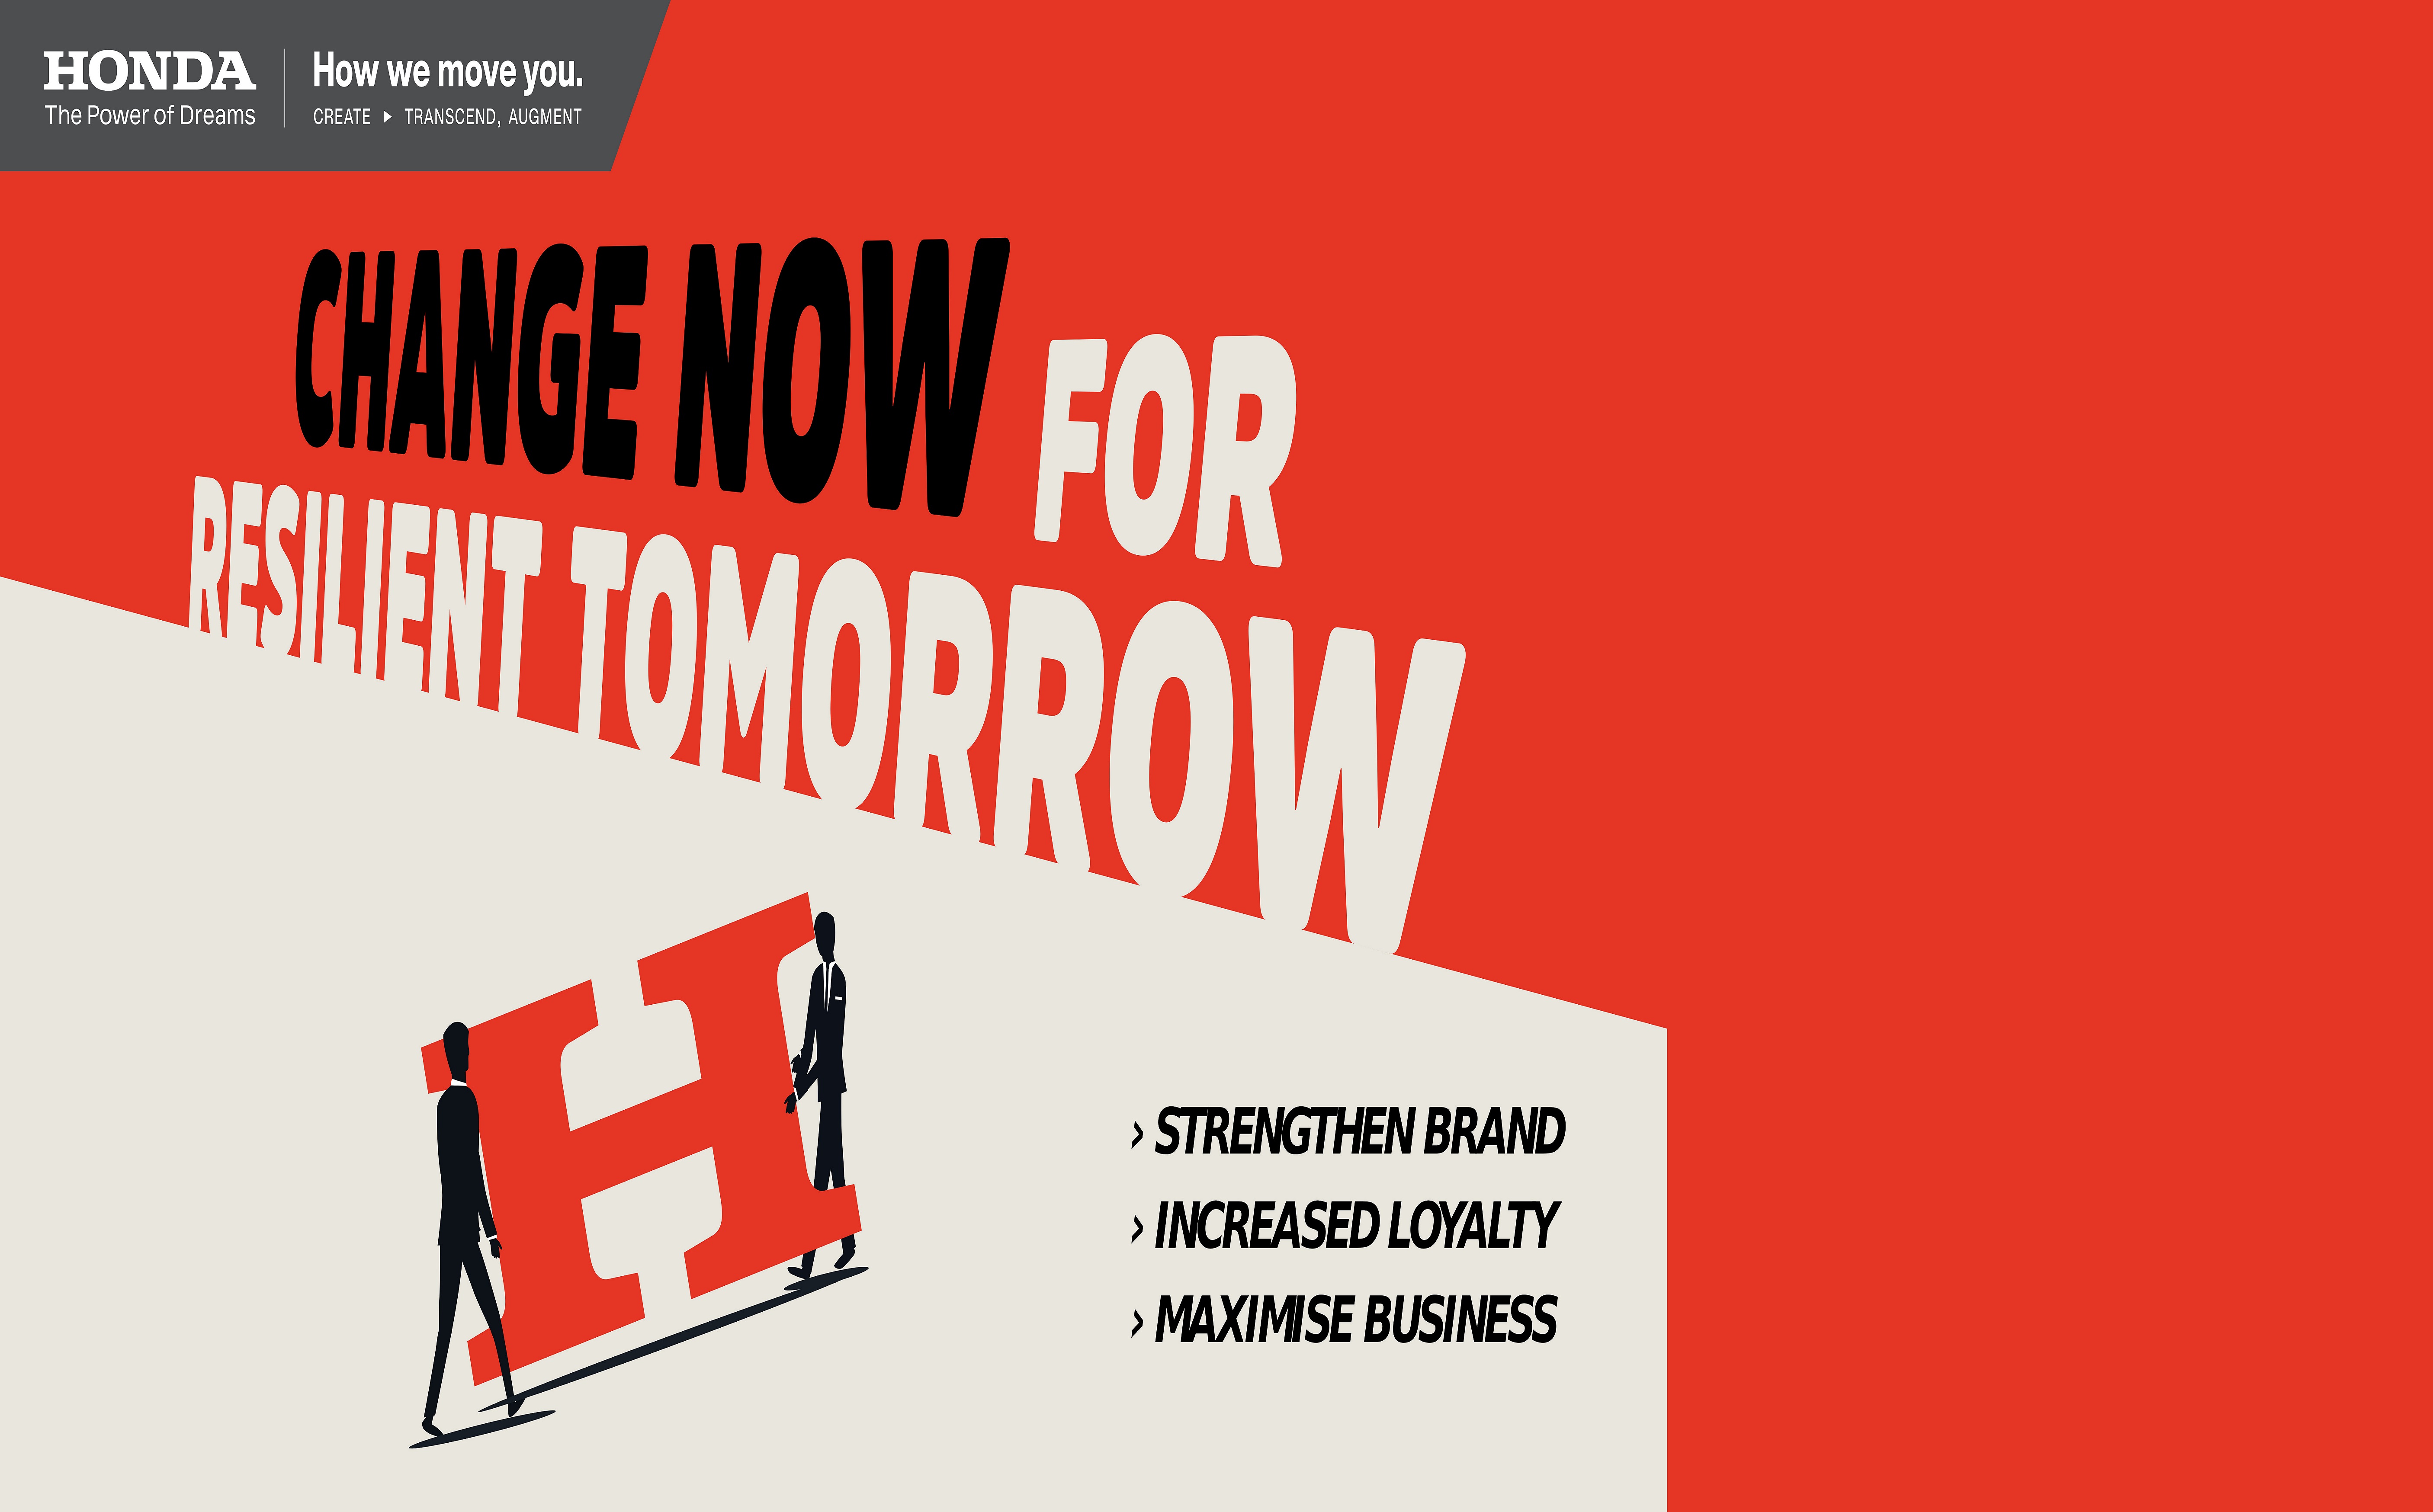 HONDA
The Power of Dreams
How we move you.
CREATE ▶ TRANSCEND, AUGMENT
CHANGE NOW FOR
RESILIENT TOMORROW
H
› STRENGTHEN BRAND
› INCREASED LOYALTY
› MAXIMISE BUSINESS